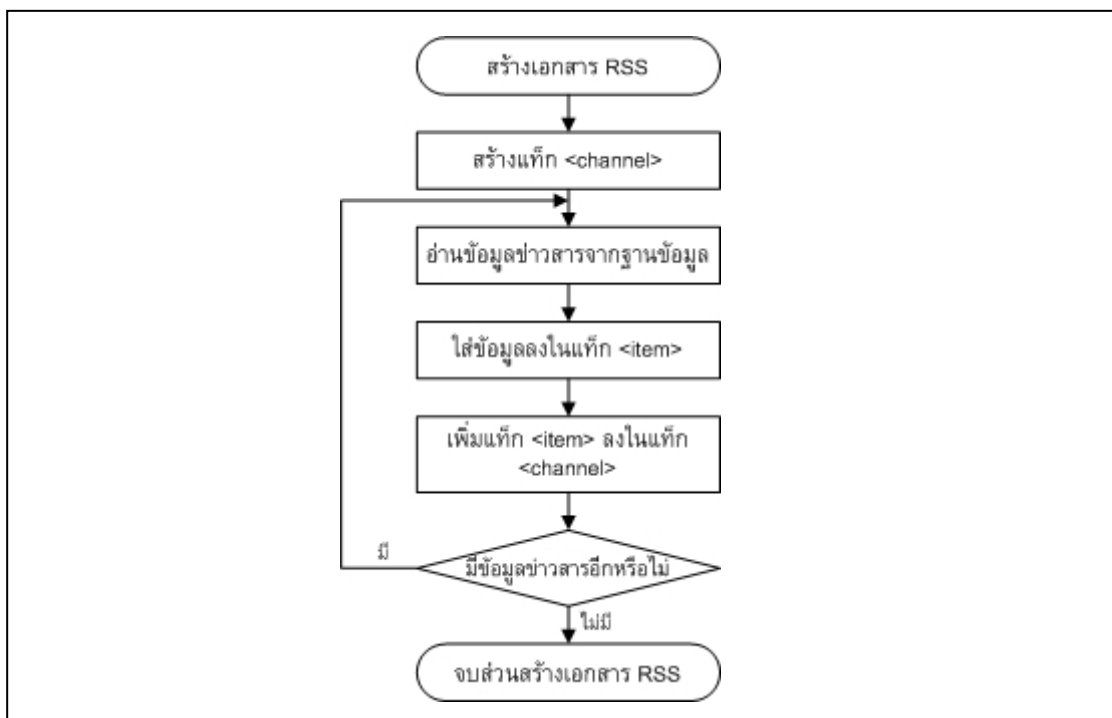 สร้างเอกสาร RSS
สร้างแท็ก <channel>
อ่านข้อมูลข่าวสารจากฐานข้อมูล
ใส่ข้อมูลลงในแท็ก <item>
เพิ่มแท็ก <item> ลงในแท็ก
<channel>
มี
มีข้อมูลข่าวสารอีกหรือไม่
ไม่มี
จบส่วนสร้างเอกสาร RSS